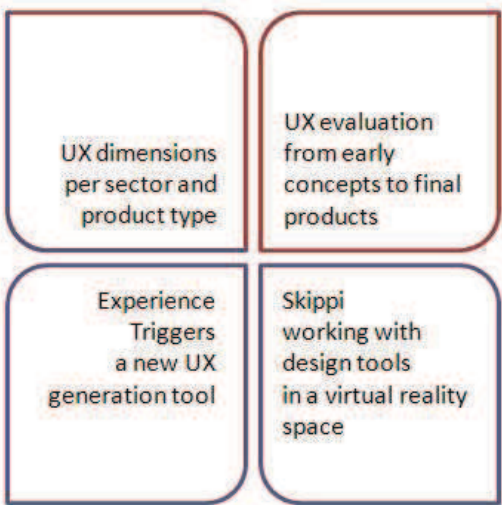 UX dimensions
per sector and
product type
UX evaluation
from early
concepts to final
products
Experience
Triggers
a new UX
generation tool
Skippi
working with
design tools
in a virtual reality
space